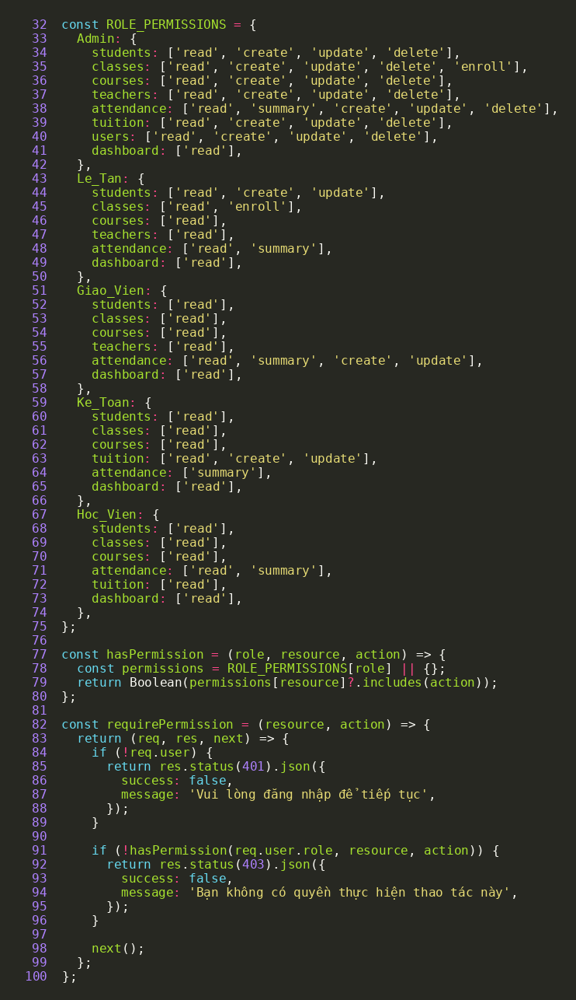 32 const ROLE_PERMISSIONS = {
33   Admin: {
34     students: ['read', 'create', 'update', 'delete'],
35     classes: ['read', 'create', 'update', 'delete', 'enroll'],
36     courses: ['read', 'create', 'update', 'delete'],
37     teachers: ['read', 'create', 'update', 'delete'],
38     attendance: ['read', 'summary', 'create', 'update', 'delete'],
39     tuition: ['read', 'create', 'update', 'delete'],
40     users: ['read', 'create', 'update', 'delete'],
41     dashboard: ['read'],
42   },
43   Le_Tan: {
44     students: ['read', 'create', 'update'],
45     classes: ['read', 'enroll'],
46     courses: ['read'],
47     teachers: ['read'],
48     attendance: ['read', 'summary'],
49     dashboard: ['read'],
50   },
51   Giao_Vien: {
52     students: ['read'],
53     classes: ['read'],
54     courses: ['read'],
55     teachers: ['read'],
56     attendance: ['read', 'summary', 'create', 'update'],
57     dashboard: ['read'],
58   },
59   Ke_Toan: {
60     students: ['read'],
61     classes: ['read'],
62     courses: ['read'],
63     tuition: ['read', 'create', 'update'],
64     attendance: ['summary'],
65     dashboard: ['read'],
66   },
67   Hoc_Vien: {
68     students: ['read'],
69     classes: ['read'],
70     courses: ['read'],
71     attendance: ['read', 'summary'],
72     tuition: ['read'],
73     dashboard: ['read'],
74   },
75 };
76
77 const hasPermission = (role, resource, action) => {
78   const permissions = ROLE_PERMISSIONS[role] || {};
79   return Boolean(permissions[resource]?.includes(action));
80 };
81
82 const requirePermission = (resource, action) => {
83   return (req, res, next) => {
84     if (!req.user) {
85       return res.status(401).json({
86         success: false,
87         message: 'Vui lòng đăng nhập để tiếp tục',
88       });
89     }
90
91     if (!hasPermission(req.user.role, resource, action)) {
92       return res.status(403).json({
93         success: false,
94         message: 'Bạn không có quyền thực hiện thao tác này',
95       });
96     }
97
98     next();
99   };
100 };